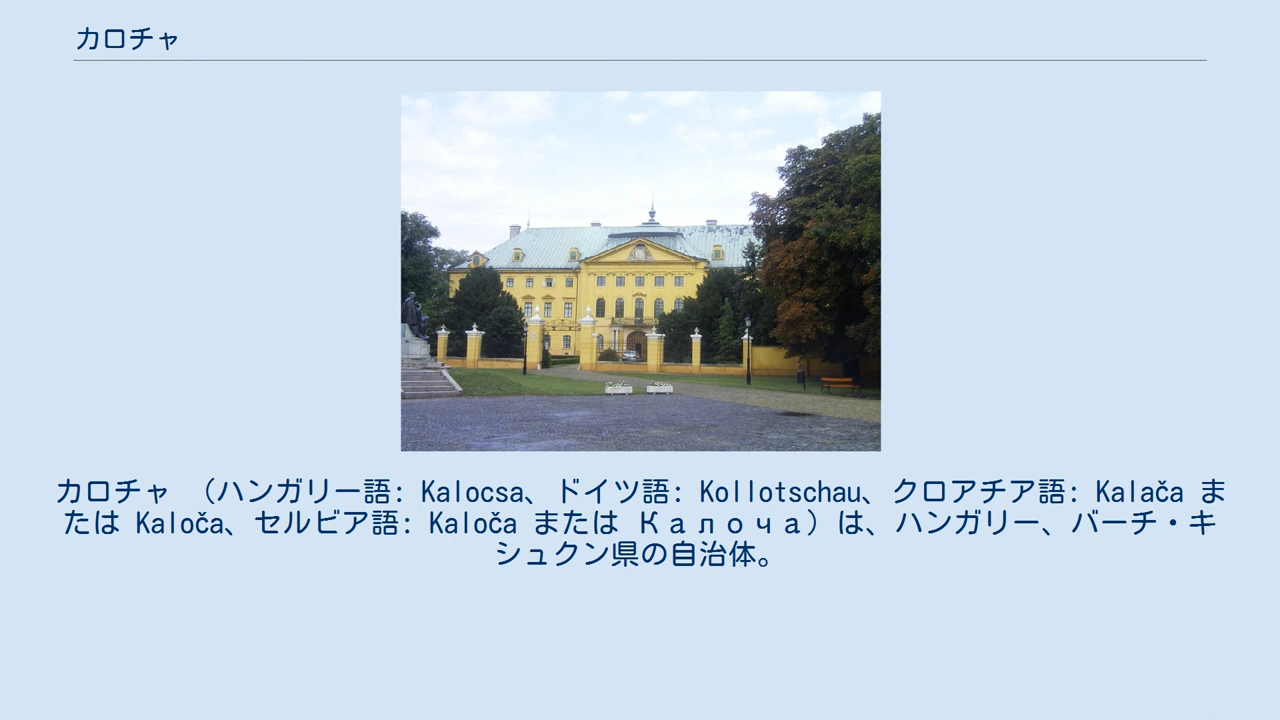 カロチャ
カロチャ （ハンガリー語: Kalocsa、ドイツ語: Kollotschau、クロアチア語: Kalača ま
たは Kaloča、セルビア語: Kaloča または Калоча）は、ハンガリー、バーチ・キ
シュクン県の自治体。